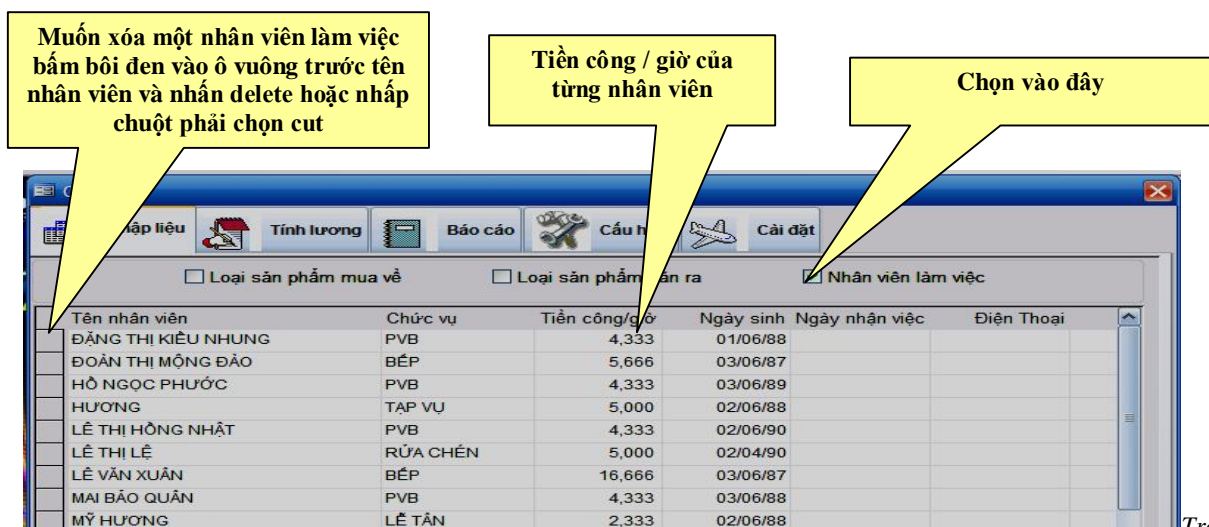 Muốn xóa một nhân viên làm việc
bấm bôi đen vào ô vuông trước tên
nhân viên và nhấn delete hoặc nhấp
chuột phải chọn cut
Tiền công / giờ của
từng nhân viên
Chọn vào đây
Tính lương Báo cáo Cài đặt
Loại sản phẩm mua về Loại sản phẩm ra Nhân viên làm việc
Tên nhân viên Chức vụ Tiền công/giờ Ngày sinh Ngày nhận việc Điện Thoại
ĐẶNG THỊ KIỀU NHUNG PVB 4,333 01/06/88
ĐOÀN THỊ MỘNG ĐÀO BẾP 5,666 03/06/87
HỒ NGỌC PHƯỚC PVB 4,333 03/06/89
HƯƠNG TẠP VỤ 5,000 02/06/88
LÊ THỊ HỒNG NHẬT PVB 4,333 02/06/90
LÊ THỊ LỆ RỬA CHÉN 5,000 02/04/90
LÊ VĂN XUÂN BẾP 16,666 03/06/87
MAI BẢO QUÂN PVB 4,333 03/06/88
MỸ HƯƠNG LỄ TÂN 2,333 02/06/88